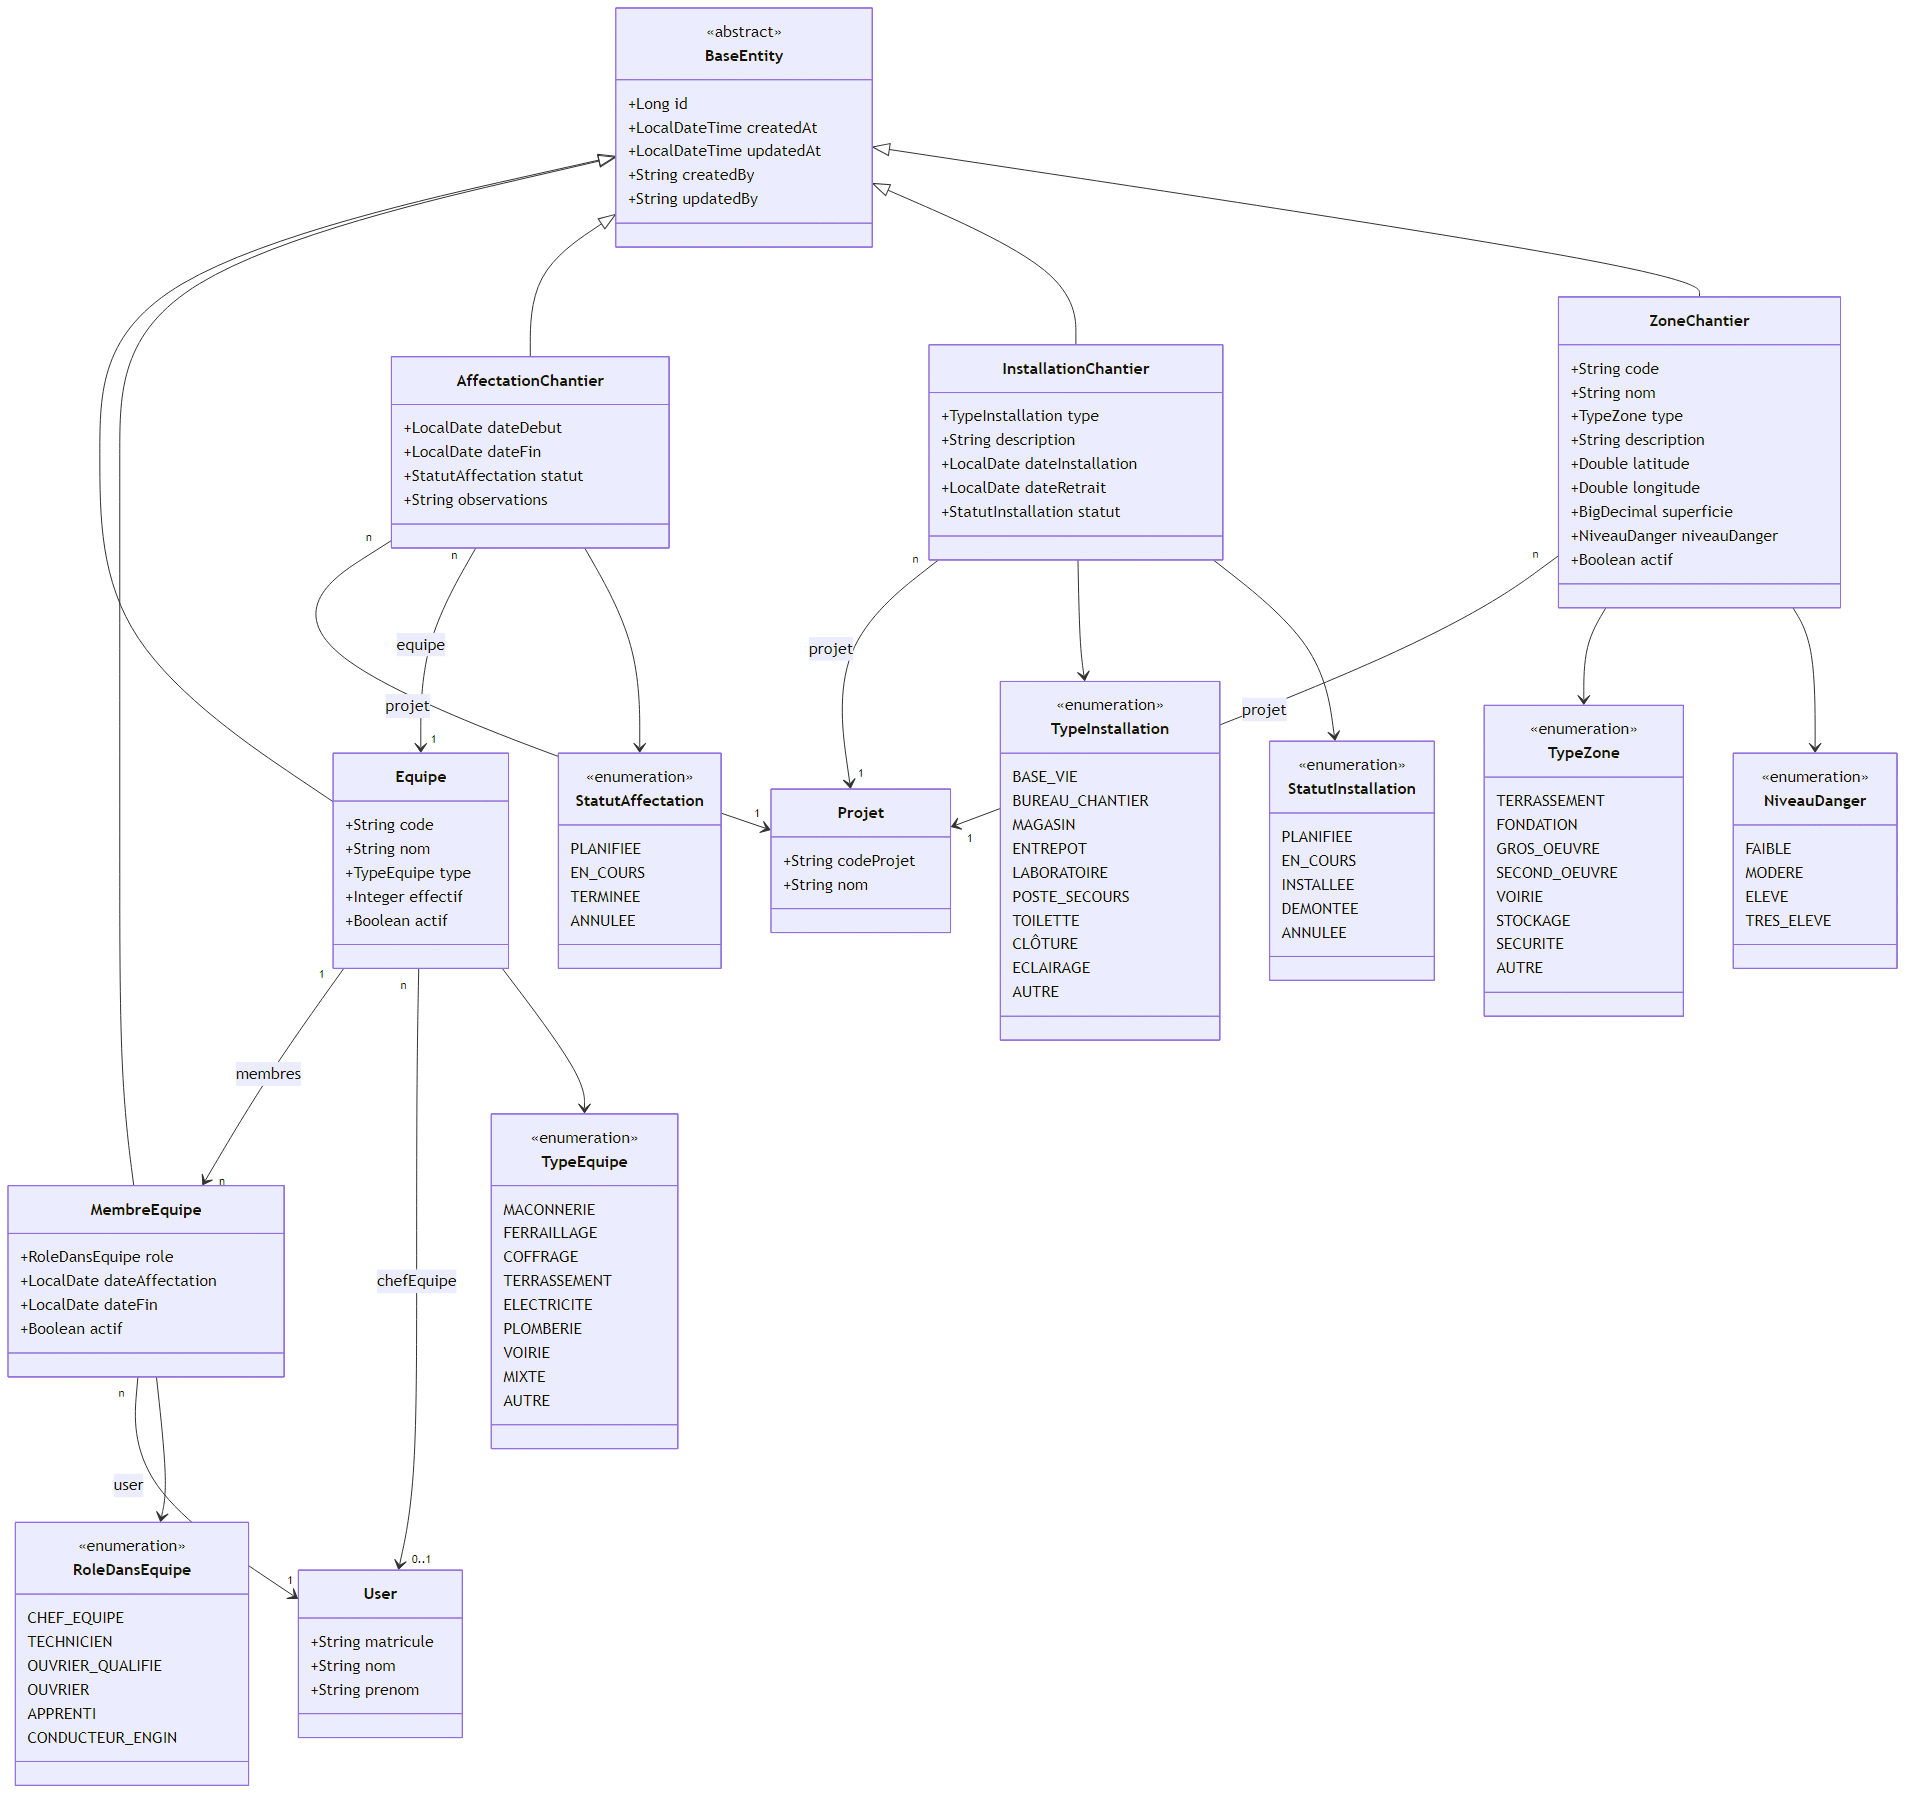 «abstract»
BaseEntity
+Long id
+LocalDateTime createdAt
+LocalDateTime updatedAt
+String createdBy
+String updatedBy
AffectationChantier
+LocalDate dateDebut
+LocalDate dateFin
+StatutAffectation statut
+String observations
InstallationChantier
+TypeInstallation type
+String description
+LocalDate dateInstallation
+LocalDate dateRetrait
+StatutInstallation statut
ZoneChantier
+String code
+String nom
+TypeZone type
+String description
+Double latitude
+Double longitude
+BigDecimal superficie
+NiveauDanger niveauDanger
+Boolean actif
n
n
n
n
equipe
projet
projet
projet
1
1
1
1
Equipe
+String code
+String nom
+TypeEquipe type
+Integer effectif
+Boolean actif
«enumeration»
StatutAffectation
PLANIFIEE
EN_COURS
TERMINEE
ANNULEE
Projet
+String codeProjet
+String nom
«enumeration»
TypeInstallation
BASE_VIE
BUREAU_CHANTIER
MAGASIN
ENTREPOT
LABORATOIRE
POSTE_SECOURS
TOILETTE
CLÔTURE
ECLAIRAGE
AUTRE
«enumeration»
StatutInstallation
PLANIFIEE
EN_COURS
INSTALLEE
DEMONTEE
ANNULEE
«enumeration»
TypeZone
TERRASSEMENT
FONDATION
GROS_OEUVRE
SECOND_OEUVRE
VOIRIE
STOCKAGE
SECURITE
AUTRE
«enumeration»
NiveauDanger
FAIBLE
MODERE
ELEVE
TRES_ELEVE
1
n
membres
n
chefEquipe
0..1
«enumeration»
TypeEquipe
MACONNERIE
FERRAILLAGE
COFFRAGE
TERRASSEMENT
ELECTRICITE
PLOMBERIE
VOIRIE
MIXTE
AUTRE
MembreEquipe
+RoleDansEquipe role
+LocalDate dateAffectation
+LocalDate dateFin
+Boolean actif
n
user
1
«enumeration»
RoleDansEquipe
CHEF_EQUIPE
TECHNICIEN
OUVRIER_QUALIFIE
OUVRIER
APPRENTI
CONDUCTEUR_ENGIN
User
+String matricule
+String nom
+String prenom